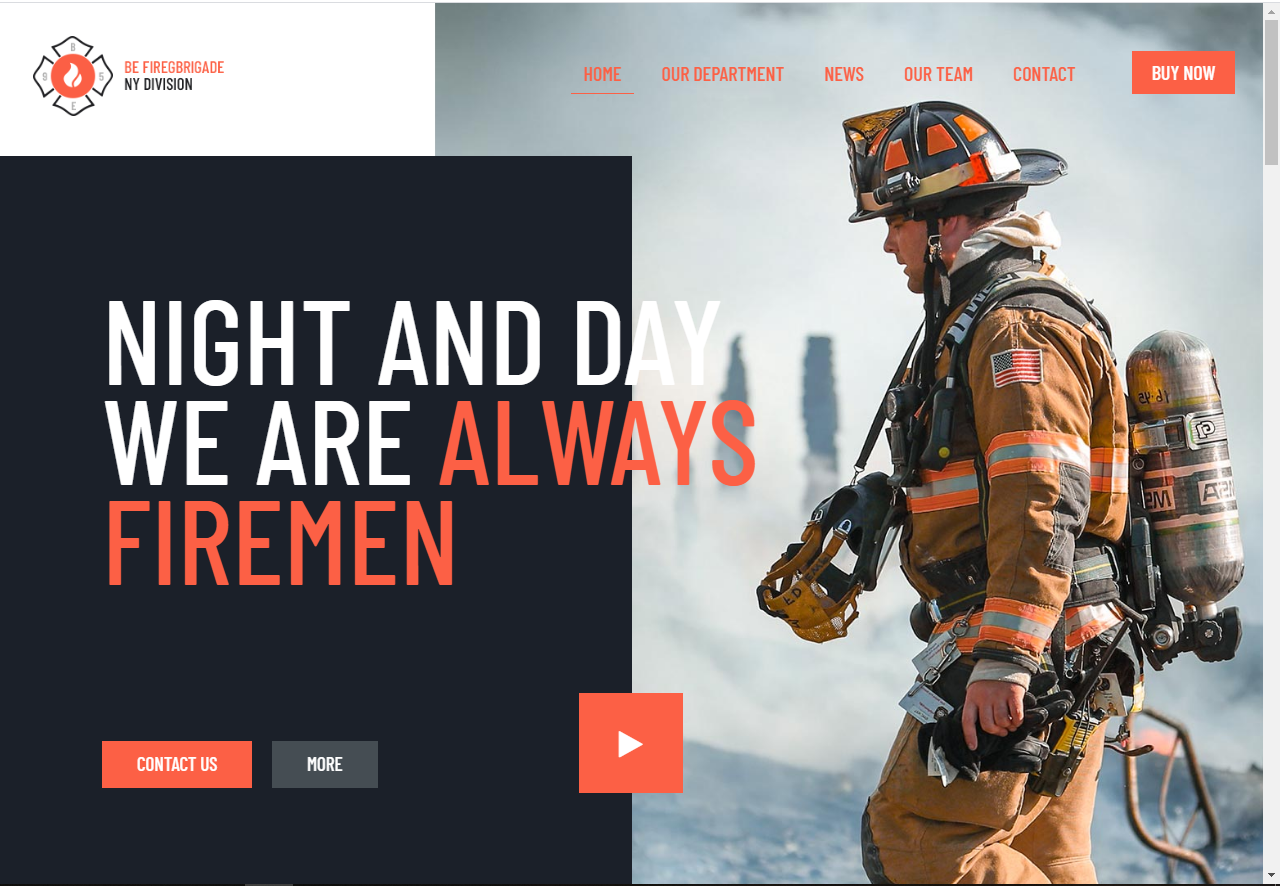 B
9
5
E
BE FIREGBRIGADE
NY DIVISION
HOME
OUR DEPARTMENT
NEWS
OUR TEAM
CONTACT
BUY NOW
NIGHT AND DAY
WE ARE ALWAYS
FIREMEN
CONTACT US
MORE